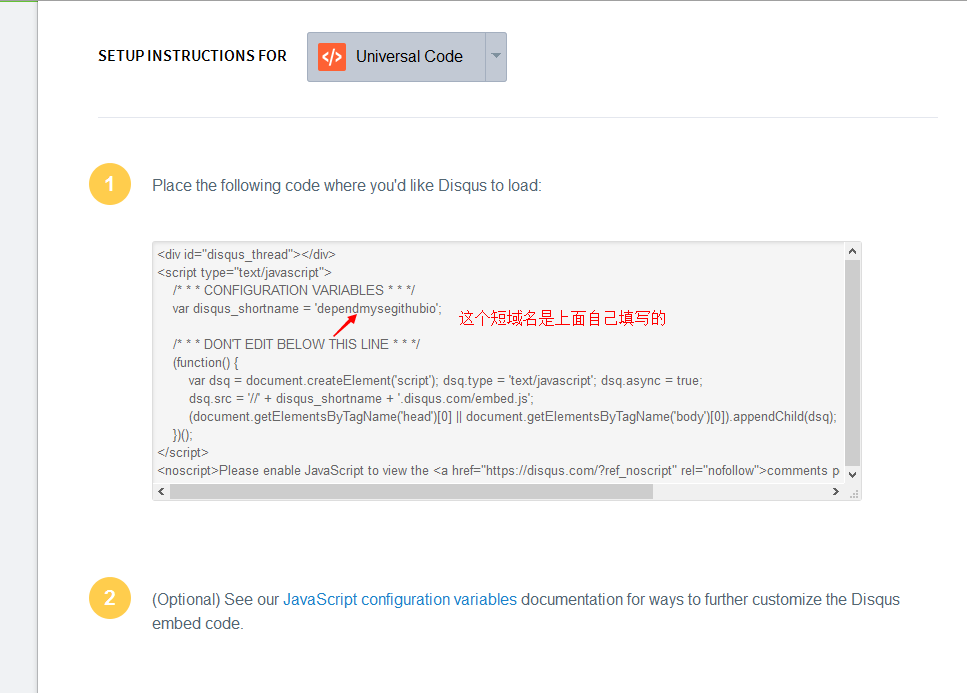 SETUP INSTRUCTIONS FOR
</> Universal Code
1
Place the following code where you'd like Disqus to load:
<div id="disqus_thread"></div>
<script type="text/javascript">
/* * * CONFIGURATION VARIABLES * * */
var disqus_shortname = 'dependmysegithubio';
这个短域名是上面自己填写的
/* * * DON'T EDIT BELOW THIS LINE * * */
(function() {
var dsq = document.createElement('script'); dsq.type = 'text/javascript'; dsq.async = true;
dsq.src = '//' + disqus_shortname + '.disqus.com/embed.js';
(document.getElementsByTagName('head')[0] || document.getElementsByTagName('body')[0]).appendChild(dsq);
})();
</script>
<noscript>Please enable JavaScript to view the <a href="https://disqus.com/?ref_noscript" rel="nofollow">comments p
2
(Optional) See our JavaScript configuration variables documentation for ways to further customize the Disqus
embed code.